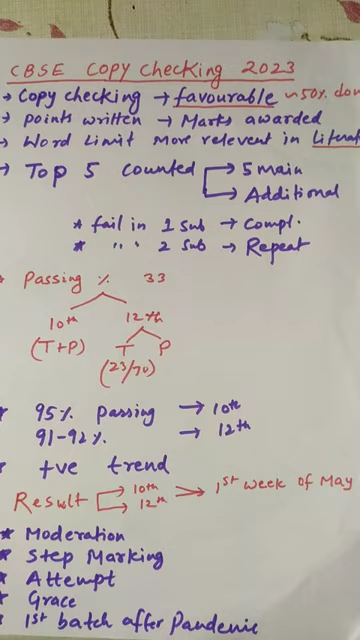 CBSE Copy Checking 2023
→ Copy checking → favourable ~50% dou
→ points written → Marks awarded
→ Word Limit More relevent in Literat
→ Top 5 counted → 5 main
→ Additional
* fail in 1 Sub → Compl.
* " " 2 Sub → Repeat
* Passing % 33
10th 12th
(T+P) T P
(23/70)
* 95% passing → 10th
91-92% → 12th
* +ve trend
Result → 10th → 1st week of May
→ 12th
* Moderation
* Step Marking
* Attempt
* Grace
* 1st batch after Pandemic